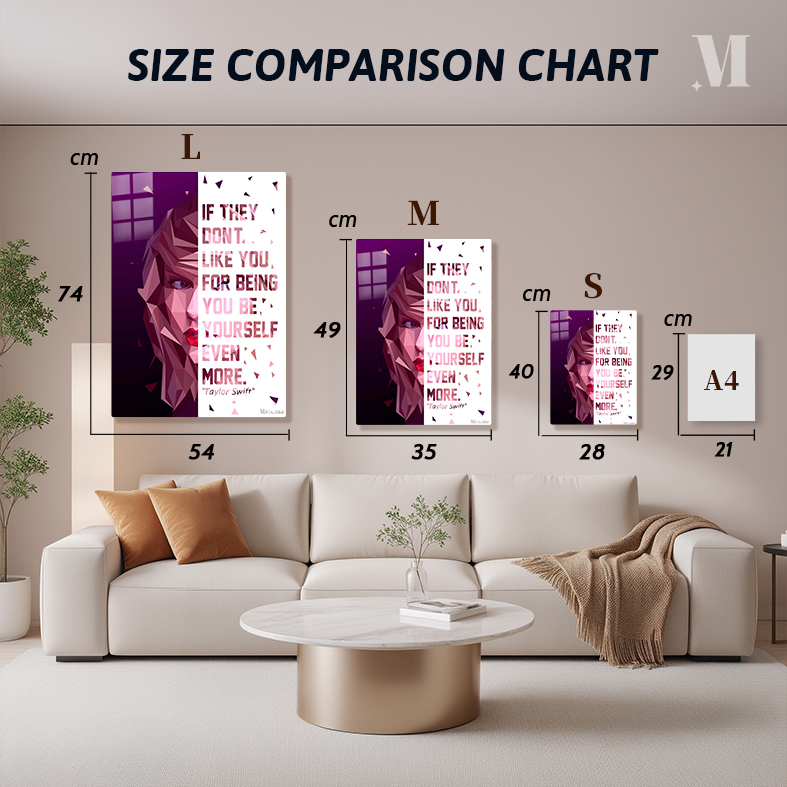 SIZE COMPARISON CHART
M
L
cm
74
54
IF THEY
DONT.
LIKE YOU,
FOR BEING
YOU BE
YOURSELF
EVEN
MORE.
"Taylor Swift"
M
cm
49
35
IF THEY
DONT.
LIKE YOU,
FOR BEING
YOU BE
YOURSELF
EVEN
MORE.
"Taylor Swift"
S
cm
40
28
IF THEY
DONT.
LIKE YOU,
FOR BEING
YOU BE
YOURSELF
EVEN
MORE.
"Taylor Swift"
cm
29
21
A4